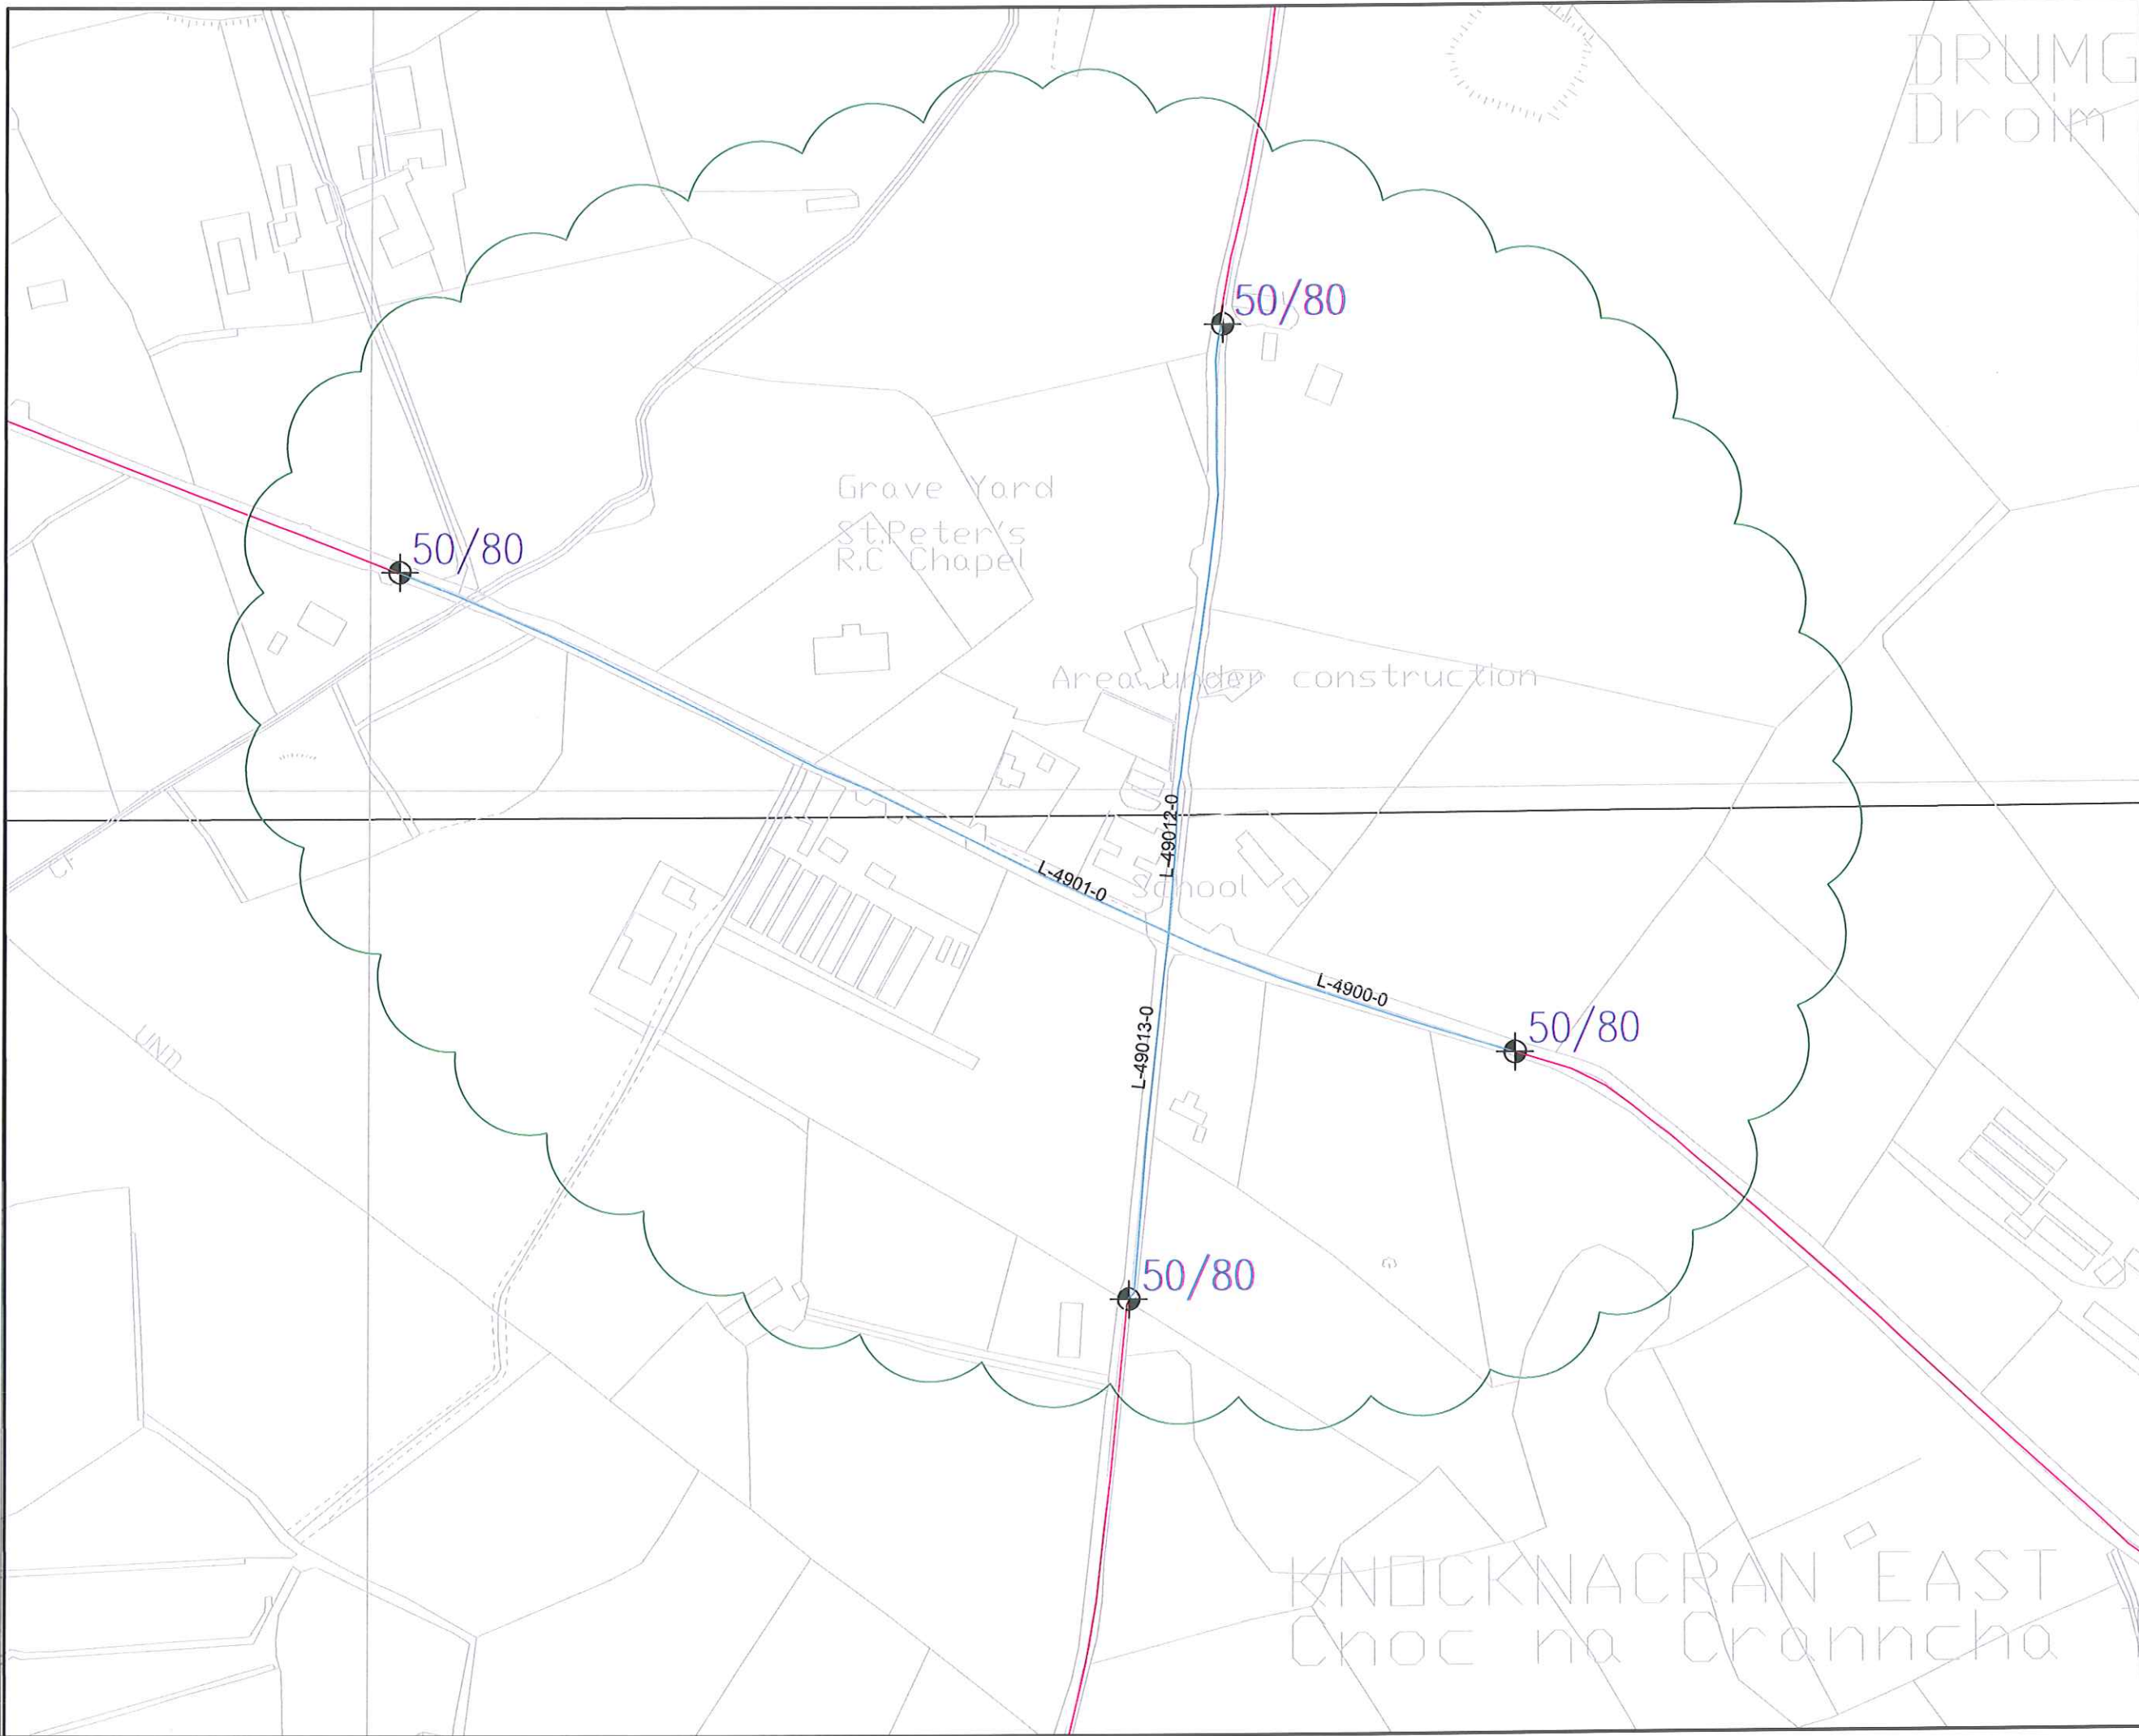 DRUMG
Droim
50/80
Grave Yard
St.Peter's
R.C Chapel
50/80
Area under construction
L-49012-0
L-4901-0
School
L-4900-0
L-49013-0
50/80
UND
50/80
KNOCKNACRAN EAST
Cnoc na Cranncha